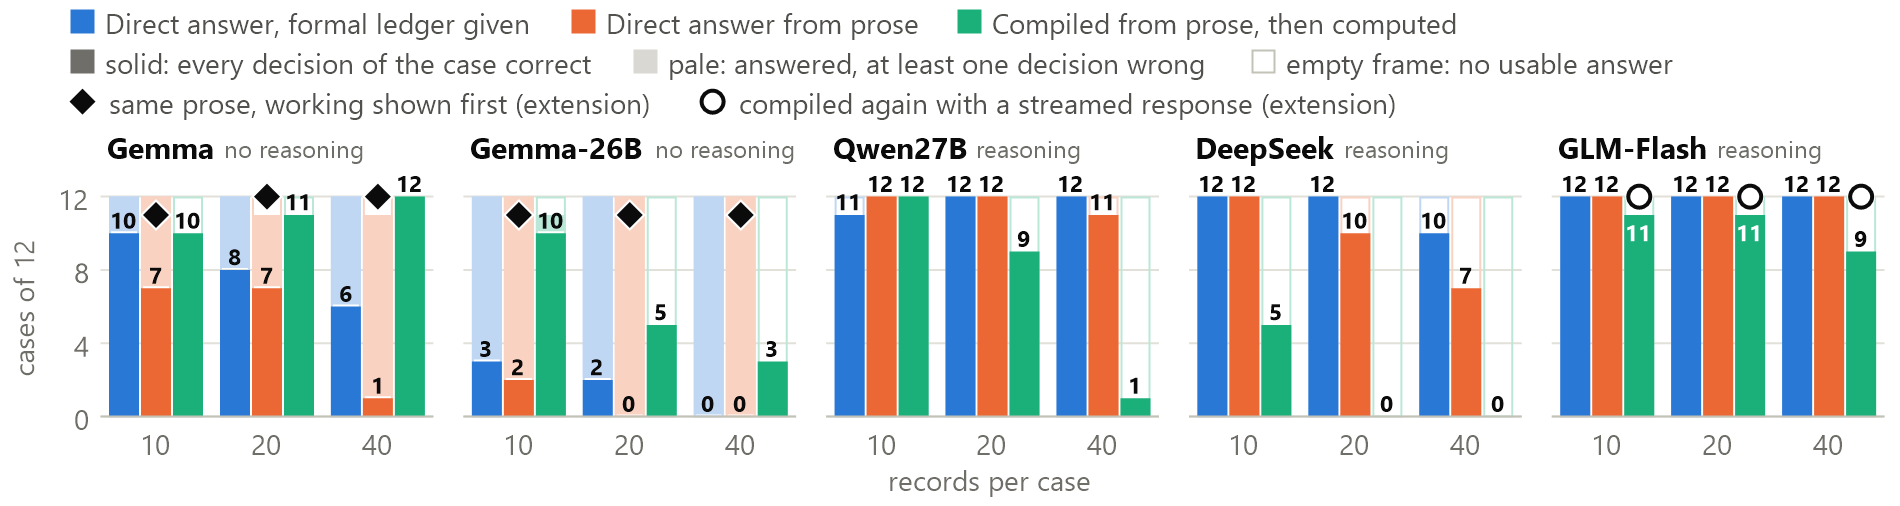 Direct answer, formal ledger given Direct answer from prose Compiled from prose, then computed
solid: every decision of the case correct pale: answered, at least one decision wrong empty frame: no usable answer
same prose, working shown first (extension) compiled again with a streamed response (extension)
Gemma no reasoning Gemma-26B no reasoning Qwen27B reasoning DeepSeek reasoning GLM-Flash reasoning
cases of 12
12
8
4
0
10 7 10 8 7 11 6 1 12
10 20 40
3 2 10 2 0 5 0 0 3
10 20 40
11 12 12 12 12 9 12 11 1
10 20 40
12 12 5 12 10 0 10 7 0
10 20 40
12 12 11 12 12 11 12 12 9
10 20 40
records per case